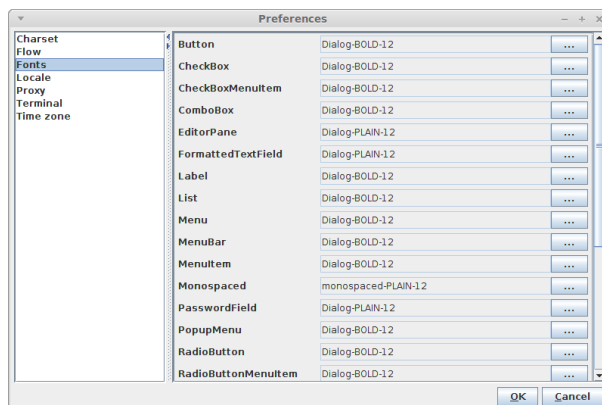 Preferences
Charset
Flow
Fonts
Locale
Proxy
Terminal
Time zone
Button Dialog-BOLD-12 ...
CheckBox Dialog-BOLD-12 ...
CheckBoxMenuItem Dialog-BOLD-12 ...
ComboBox Dialog-BOLD-12 ...
EditorPane Dialog-PLAIN-12 ...
FormattedTextField Dialog-PLAIN-12 ...
Label Dialog-BOLD-12 ...
List Dialog-BOLD-12 ...
Menu Dialog-BOLD-12 ...
MenuBar Dialog-BOLD-12 ...
MenuItem Dialog-BOLD-12 ...
Monospaced monospaced-PLAIN-12 ...
PasswordField Dialog-PLAIN-12 ...
PopupMenu Dialog-BOLD-12 ...
RadioButton Dialog-BOLD-12 ...
RadioButtonMenuItem Dialog-BOLD-12 ...
OK Cancel